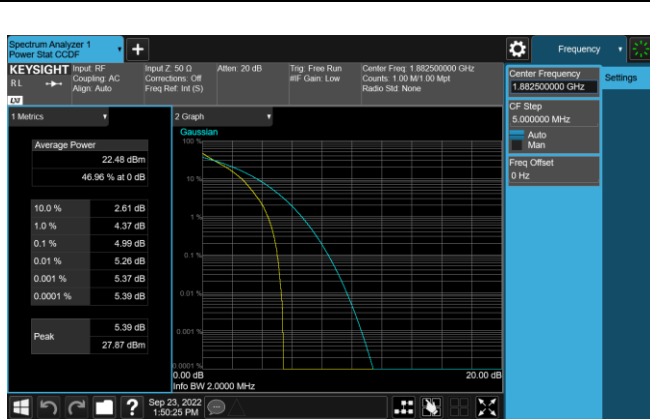 Spectrum Analyzer 1
Power Stat CCDF
+
Frequency
KEYSIGHT
R L
LXI
Input: RF
Coupling: AC
Align: Auto
Input Z: 50 Ω
Corrections: Off
Freq Ref: Int (S)
Atten: 20 dB
Trig: Free Run
#IF Gain: Low
Center Freq: 1.882500000 GHz
Counts: 1.00 M/1.00 Mpt
Radio Std: None
Center Frequency
1.882500000 GHz
Settings
CF Step
5.000000 MHz
Auto
Man
Freq Offset
0 Hz
1 Metrics
Average Power
22.48 dBm
46.96 % at 0 dB
10.0 % 2.61 dB
1.0 % 4.37 dB
0.1 % 4.99 dB
0.01 % 5.26 dB
0.001 % 5.37 dB
0.0001 % 5.39 dB
Peak
5.39 dB
27.87 dBm
2 Graph
Gaussian
100 %
10 %
1 %
0.1 %
0.01 %
0.001 %
0.0001 %
0.00 dB 20.00 dB
Info BW 2.0000 MHz
?
Sep 23, 2022
1:50:25 PM